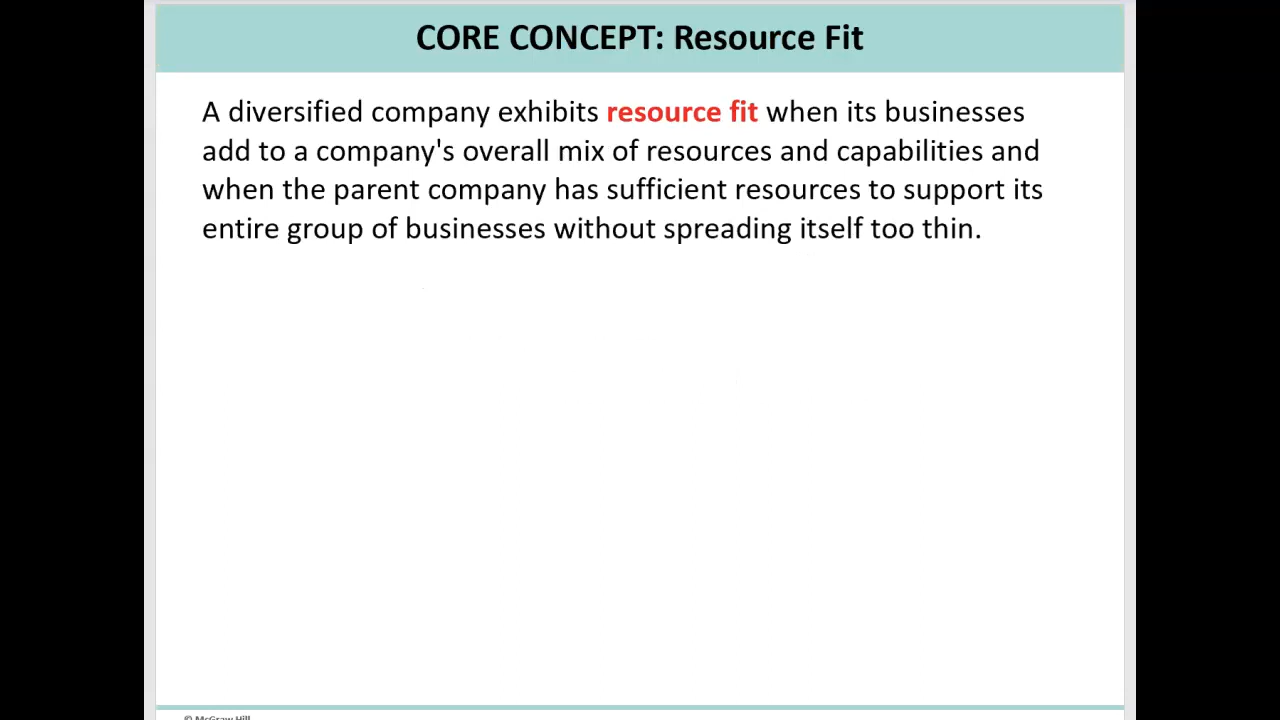 CORE CONCEPT: Resource Fit
A diversified company exhibits resource fit when its businesses
add to a company's overall mix of resources and capabilities and
when the parent company has sufficient resources to support its
entire group of businesses without spreading itself too thin.
© McGraw Hill